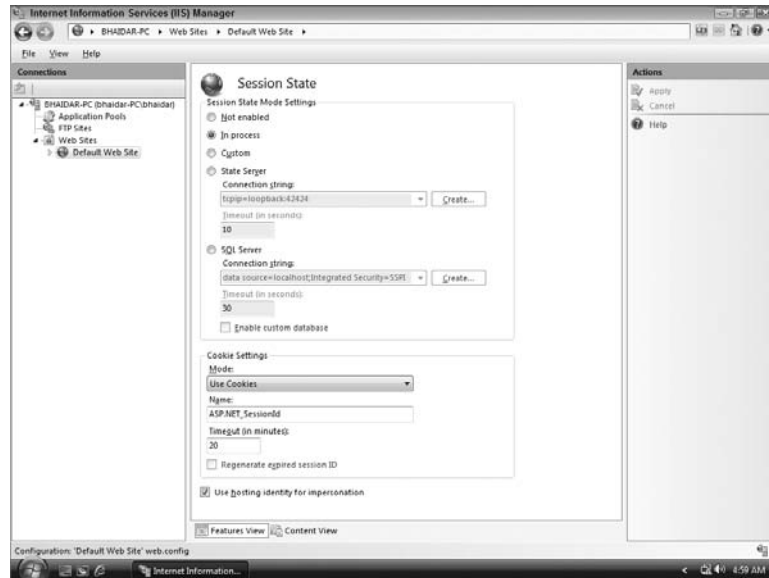 Internet Information Services (IIS) Manager
BHAIDAR-PC Web Sites Default Web Site
File View Help
Connections
BHAIDAR-PC (bhaidar-PC\bhaidar)
Application Pools
FTP Sites
Web Sites
Default Web Site
Session State
Session State Mode Settings
Not enabled
In process
Custom
State Server
Connection string:
tcpip=loopback:42424
Create...
Timeout (in seconds):
10
SQL Server
Connection string:
data source=localhost;Integrated Security=SSPI
Create...
Timeout (in seconds):
30
Enable custom database
Cookie Settings
Mode:
Use Cookies
Name:
ASP.NET_SessionId
Timeout (in minutes):
20
Regenerate expired session ID
Use hosting identity for impersonation
Features View Content View
Actions
Apply
Cancel
Help
Configuration: 'Default Web Site' web.config
Internet Information...
4:59 AM